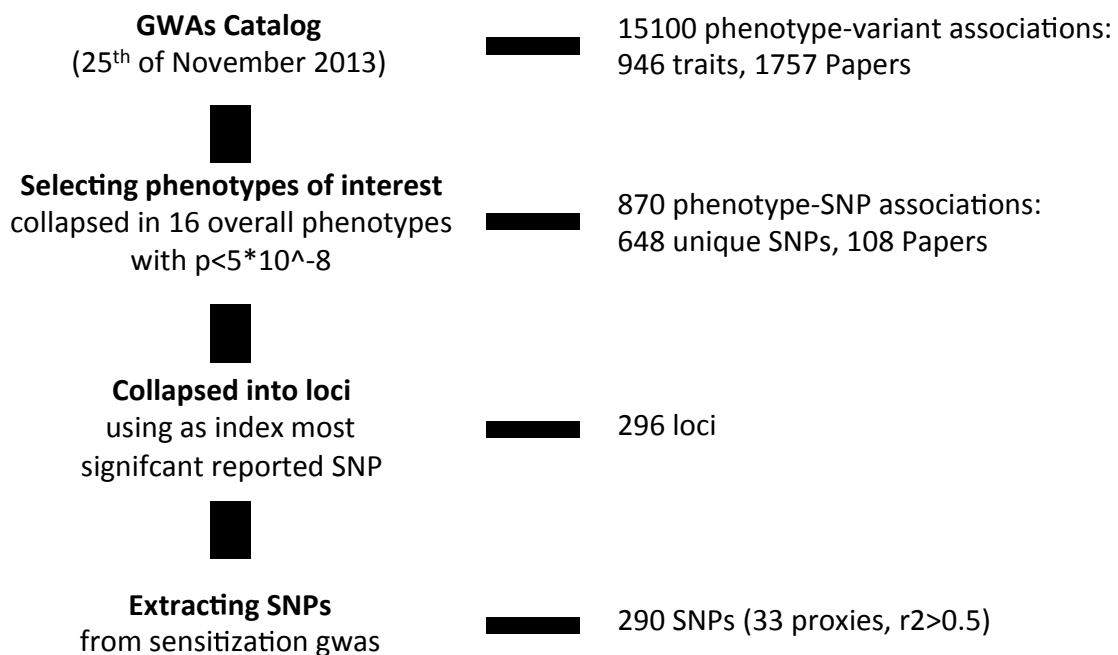 GWAs Catalog
(25th of November 2013)
15100 phenotype-variant associations:
946 traits, 1757 Papers
Selecting phenotypes of interest
collapsed in 16 overall phenotypes
with p<5*10^-8
870 phenotype-SNP associations:
648 unique SNPs, 108 Papers
Collapsed into loci
using as index most
signifcant reported SNP
296 loci
Extracting SNPs
from sensitization gwas
290 SNPs (33 proxies, r2>0.5)